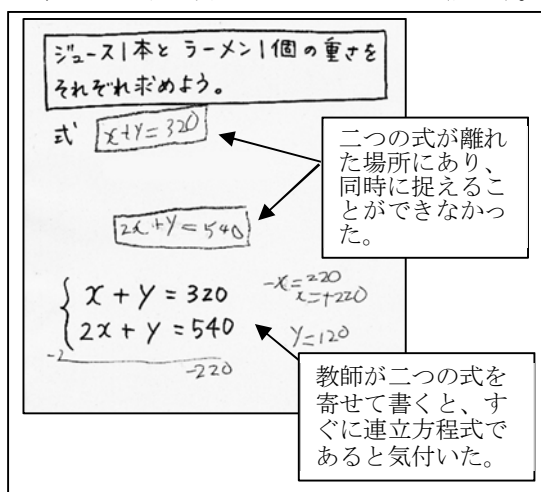 ジュース1本とラーメン1個の重さを
それぞれ求めよう。
式 x+y=320
二つの式が離れ
た場所にあり、
同時に捉えるこ
とができなかっ
た。
2x+y=540
x+y=320
2x+y=540
-2
-220
-x=-220
x=+220
y=120
教師が二つの式を
寄せて書くと、す
ぐに連立方程式で
あると気付いた。